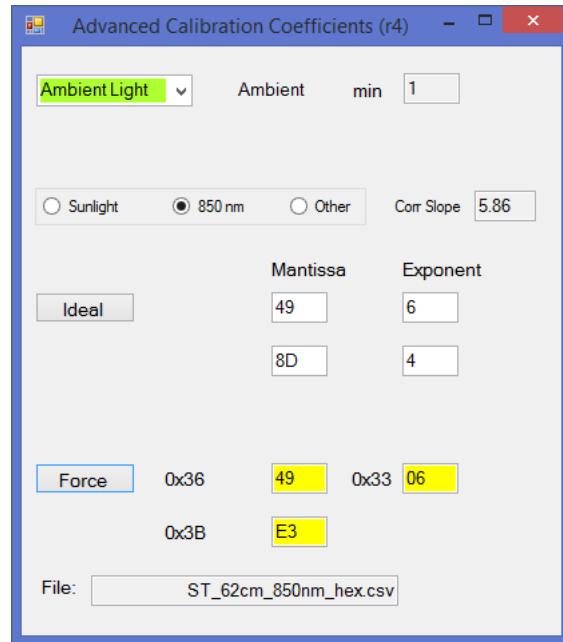 Advanced Calibration Coefficients (r4)
Ambient Light Ambient min 1
Sunlight 850 nm Other Corr Slope 5.86
Mantissa Exponent
Ideal 49 6
8D 4
Force 0x36 49 0x33 06
0x3B E3
File: ST_62cm_850nm_hex.csv